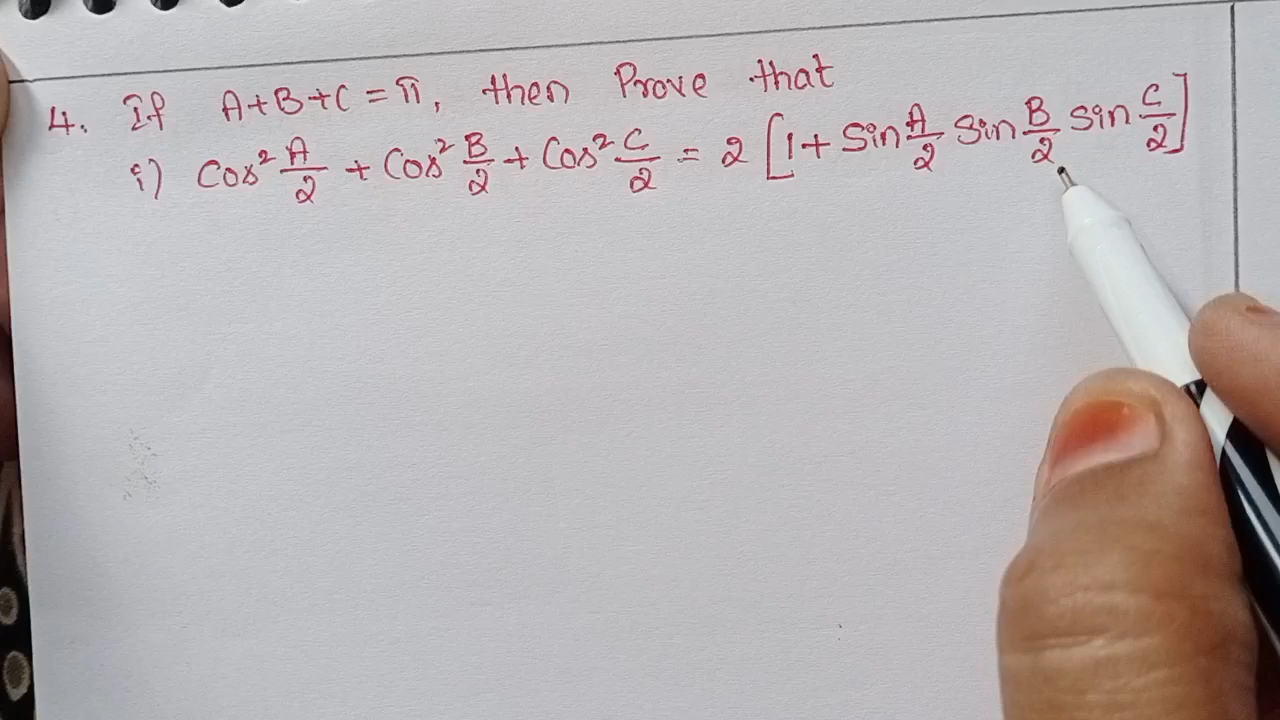 4. If A+B+C = π, then Prove that
i) Cos² A/2 + Cos² B/2 + Cos² C/2 = 2 [1+ Sin A/2 Sin B/2 Sin C/2]